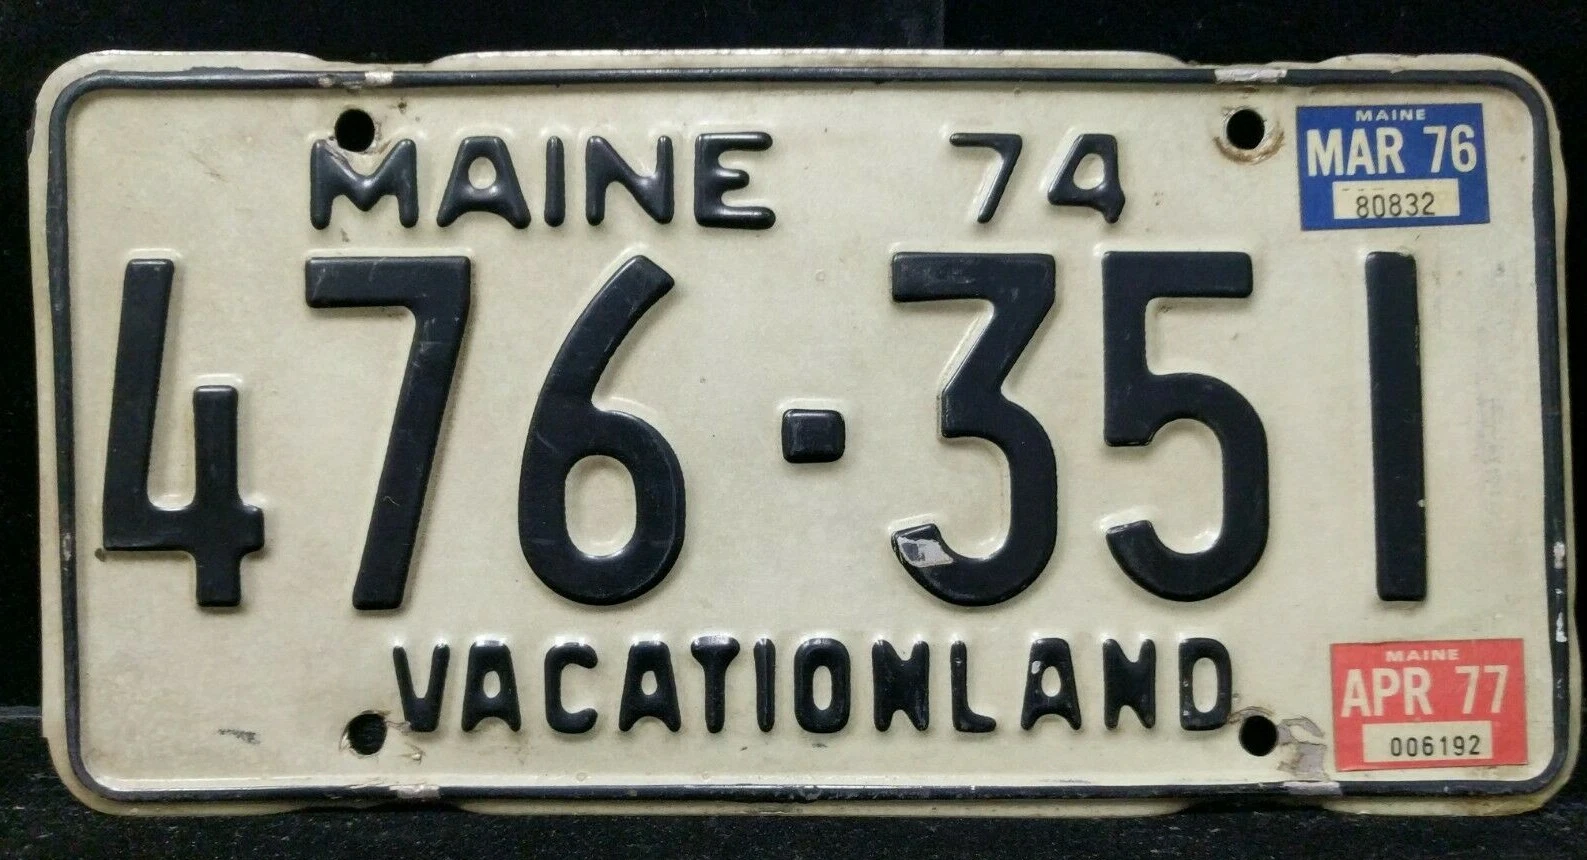 MAINE 74
MAINE
MAR 76
80832
476-351
VACATIONLAND
MAINE
APR 77
006192